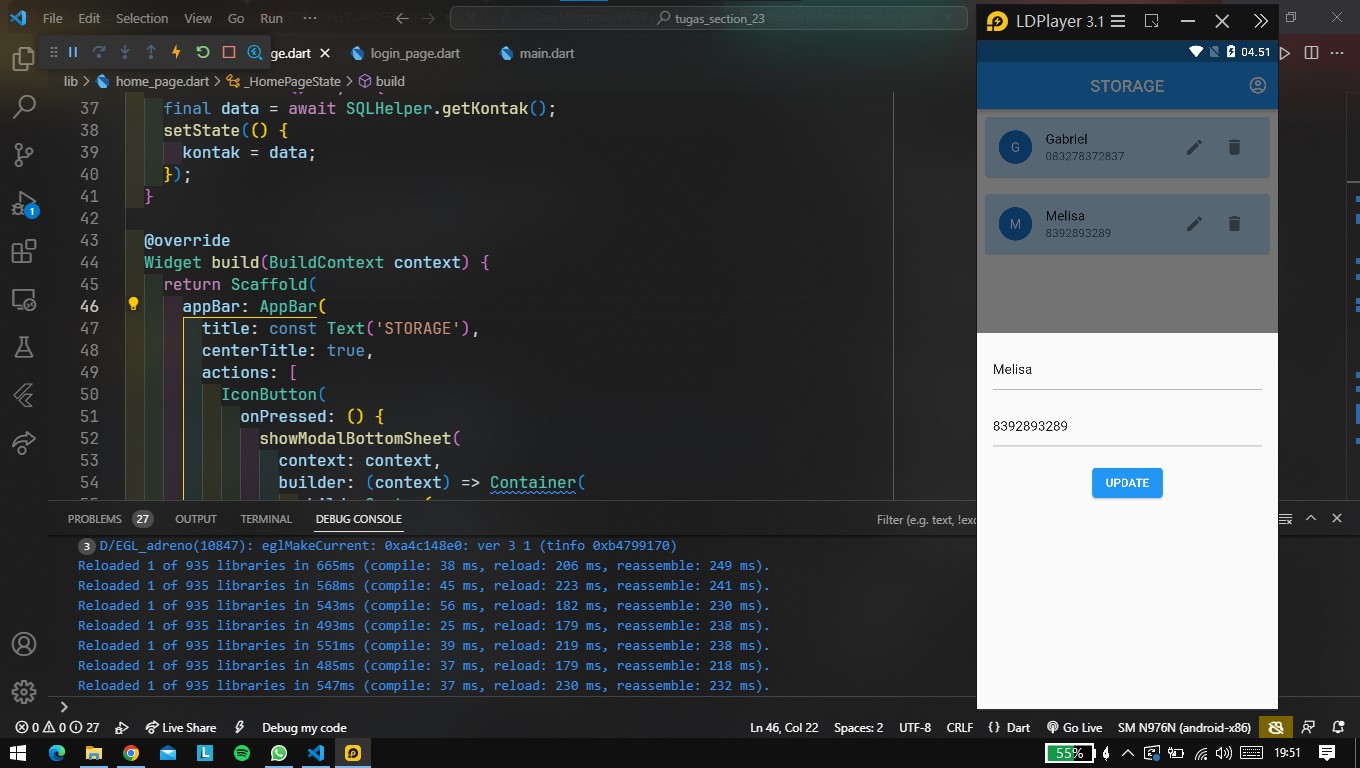 File Edit Selection View Go Run ··· tugas_section_23
LDPlayer 3.1
ge.dart login_page.dart main.dart
lib > home_page.dart > _HomePageState > build
37 final data = await SQLHelper.getKontak();
38 setState(() {
39 kontak = data;
40 });
41 }
42
43 @override
44 Widget build(BuildContext context) {
45 return Scaffold(
46 appBar: AppBar(
47 title: const Text('STORAGE'),
48 centerTitle: true,
49 actions: [
50 IconButton(
51 onPressed: () {
52 showModalBottomSheet(
53 context: context,
54 builder: (context) => Container(
PROBLEMS 27 OUTPUT TERMINAL DEBUG CONSOLE Filter (e.g. text, !exc
3 D/EGL_adreno(10847): eglMakeCurrent: 0xa4c148e0: ver 3 1 (tinfo 0xb4799170)
Reloaded 1 of 935 libraries in 665ms (compile: 38 ms, reload: 206 ms, reassemble: 249 ms).
Reloaded 1 of 935 libraries in 568ms (compile: 45 ms, reload: 223 ms, reassemble: 241 ms).
Reloaded 1 of 935 libraries in 543ms (compile: 56 ms, reload: 182 ms, reassemble: 230 ms).
Reloaded 1 of 935 libraries in 493ms (compile: 25 ms, reload: 179 ms, reassemble: 238 ms).
Reloaded 1 of 935 libraries in 551ms (compile: 39 ms, reload: 219 ms, reassemble: 238 ms).
Reloaded 1 of 935 libraries in 485ms (compile: 37 ms, reload: 179 ms, reassemble: 218 ms).
Reloaded 1 of 935 libraries in 547ms (compile: 37 ms, reload: 230 ms, reassemble: 232 ms).
>
04.51
STORAGE
G Gabriel
083278372837
M Melisa
8392893289
Melisa
8392893289
UPDATE
1
0 0 27 Live Share Debug my code Ln 46, Col 22 Spaces: 2 UTF-8 CRLF {} Dart Go Live SM N976N (android-x86)
L 55% 19:51